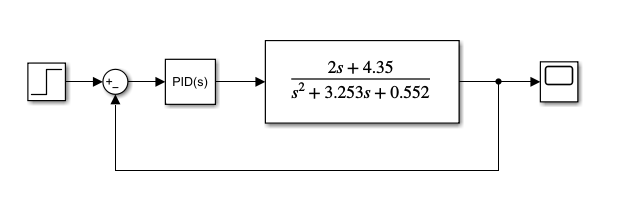 +
−
PID(s)
2s + 4.35
s² + 3.253s + 0.552